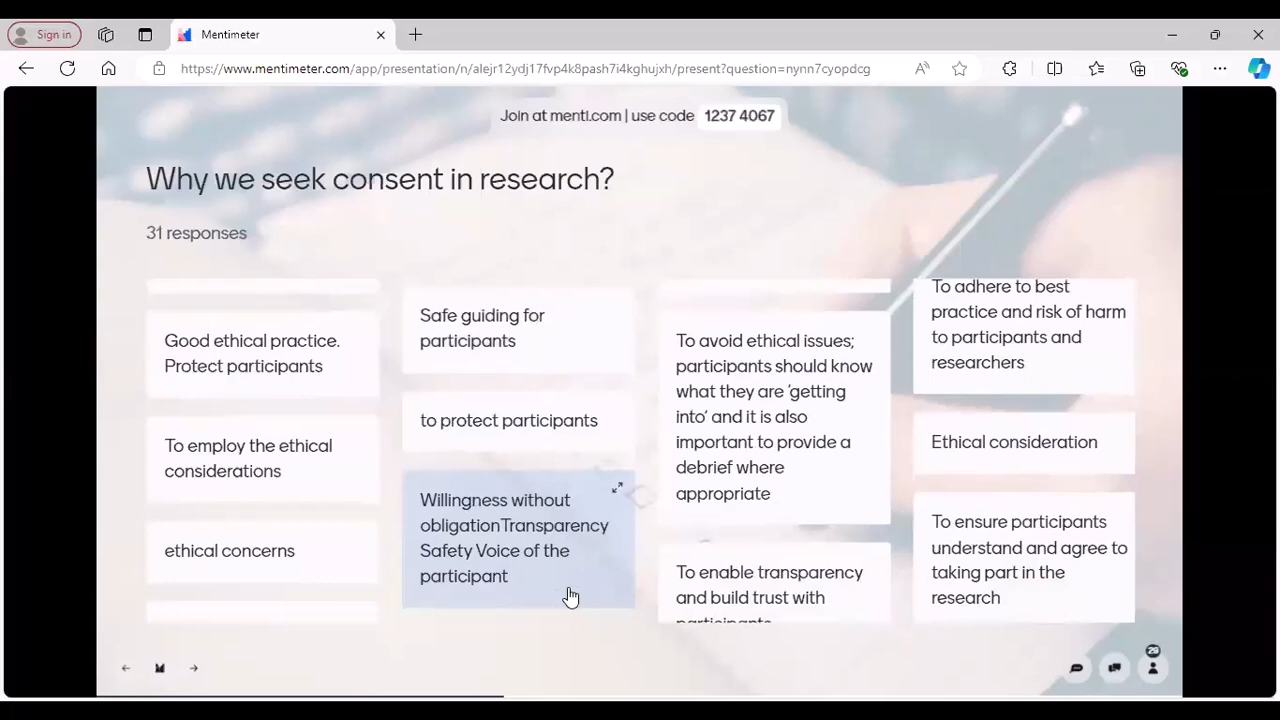 Sign in
Mentimeter
https://www.mentimeter.com/app/presentation/n/alejr12ydj17fvp4k8pash7i4kghujxh/present?question=nynn7cyopdcg
Join at menti.com | use code 1237 4067
Why we seek consent in research?
31 responses
Good ethical practice.
Protect participants
To employ the ethical
considerations
ethical concerns
Safe guiding for
participants
to protect participants
Willingness without
obligationTransparency
Safety Voice of the
participant
To avoid ethical issues;
participants should know
what they are ‘getting
into’ and it is also
important to provide a
debrief where
appropriate
To enable transparency
and build trust with
participants
To adhere to best
practice and risk of harm
to participants and
researchers
Ethical consideration
To ensure participants
understand and agree to
taking part in the
research